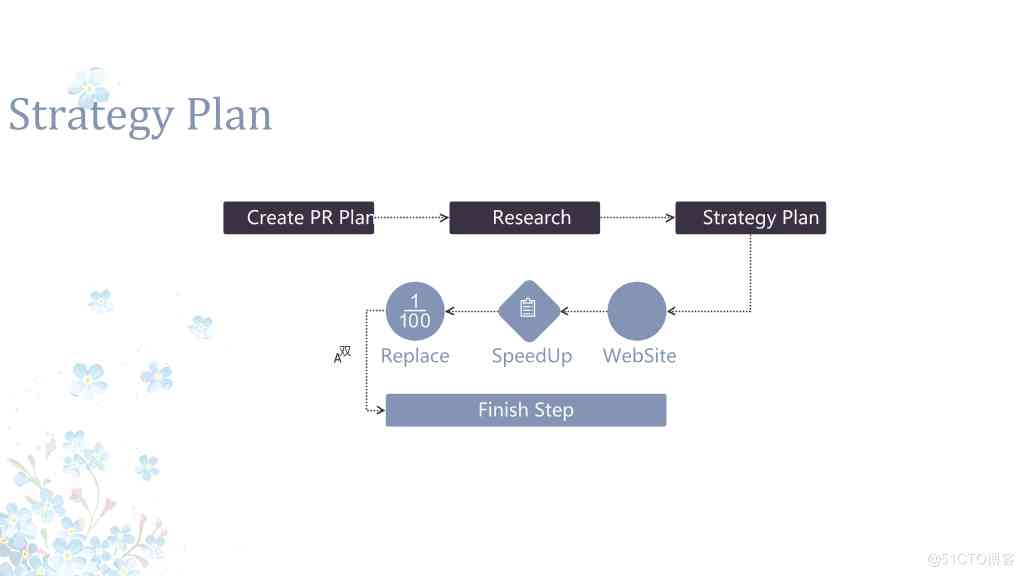 Strategy Plan
Create PR Plan
Research
Strategy Plan
1
100
Replace
SpeedUp
WebSite
A双
Finish Step
@51CTO博客